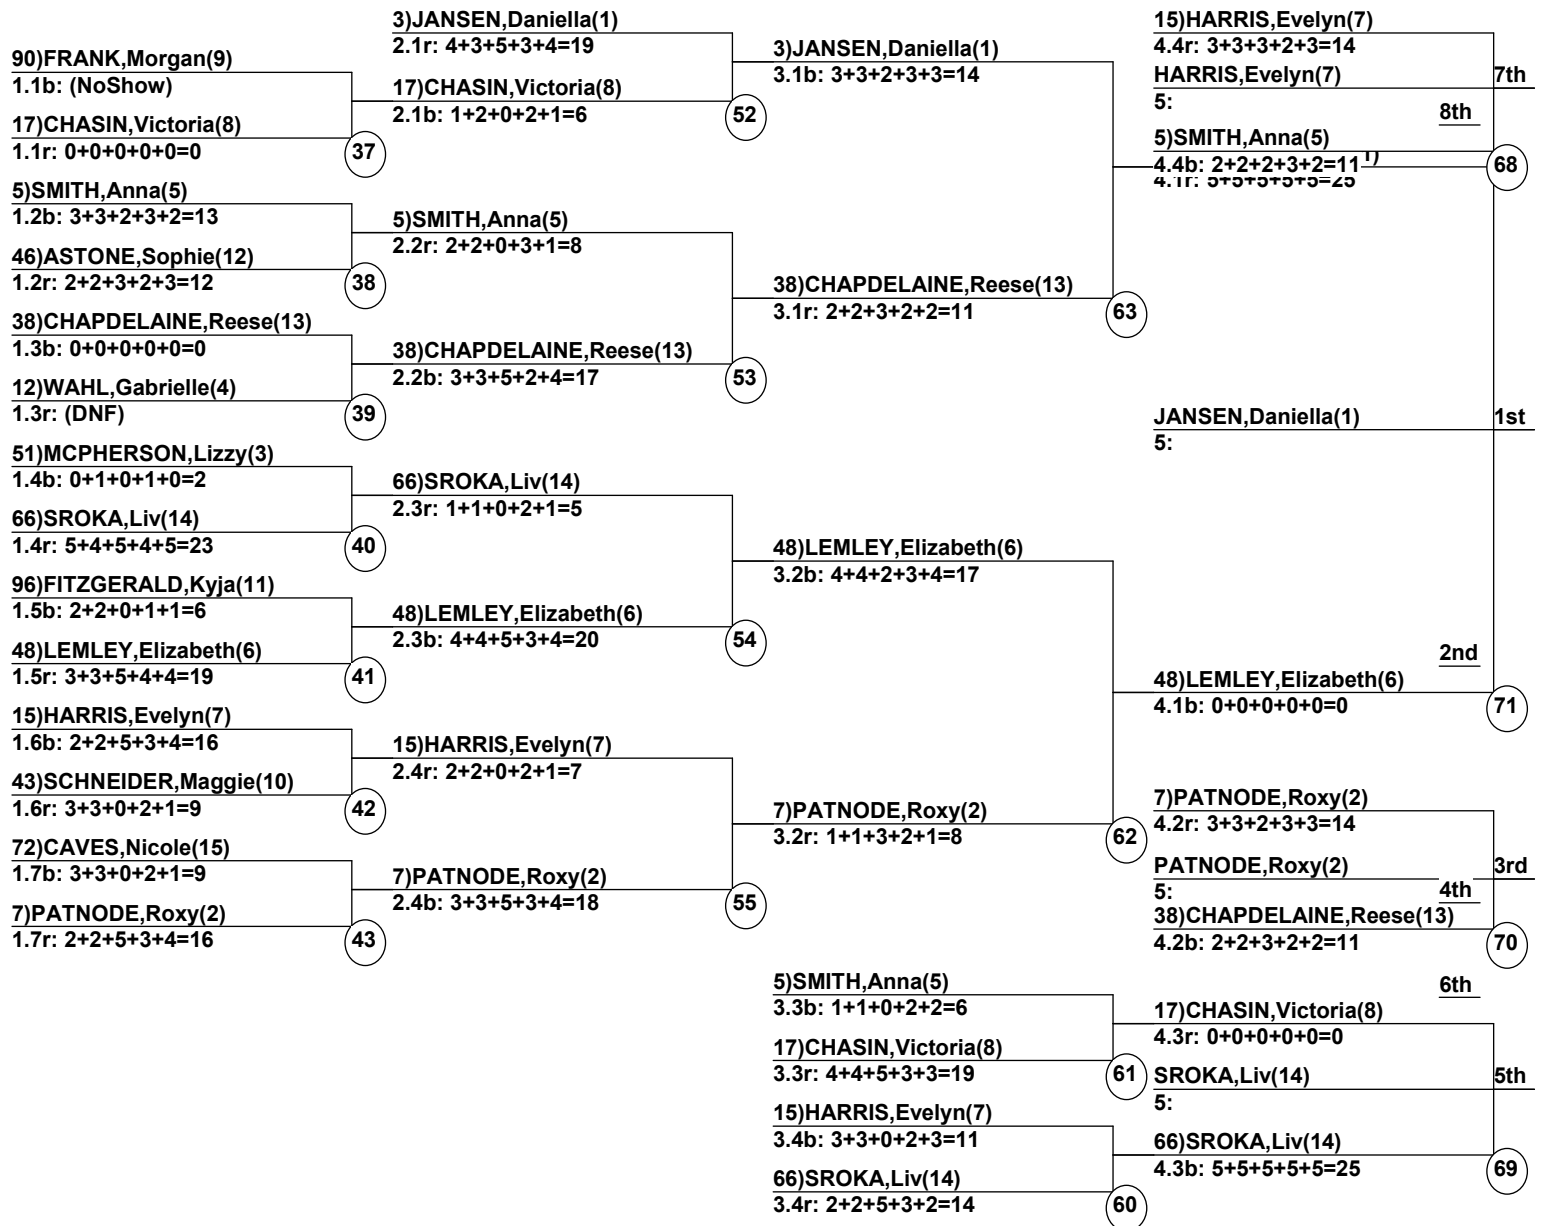 90)FRANK,Morgan(9)
1.1b: (NoShow)
17)CHASIN,Victoria(8)
1.1r: 0+0+0+0+0=0
37
5)SMITH,Anna(5)
1.2b: 3+3+2+3+2=13
46)ASTONE,Sophie(12)
1.2r: 2+2+3+2+3=12
38
38)CHAPDELAINE,Reese(13)
1.3b: 0+0+0+0+0=0
12)WAHL,Gabrielle(4)
1.3r: (DNF)
39
51)MCPHERSON,Lizzy(3)
1.4b: 0+1+0+1+0=2
66)SROKA,Liv(14)
1.4r: 5+4+5+4+5=23
40
96)FITZGERALD,Kyja(11)
1.5b: 2+2+0+1+1=6
48)LEMLEY,Elizabeth(6)
1.5r: 3+3+5+4+4=19
41
15)HARRIS,Evelyn(7)
1.6b: 2+2+5+3+4=16
43)SCHNEIDER,Maggie(10)
1.6r: 3+3+0+2+1=9
42
72)CAVES,Nicole(15)
1.7b: 3+3+0+2+1=9
7)PATNODE,Roxy(2)
1.7r: 2+2+5+3+4=16
43
3)JANSEN,Daniella(1)
2.1r: 4+3+5+3+4=19
17)CHASIN,Victoria(8)
2.1b: 1+2+0+2+1=6
52
5)SMITH,Anna(5)
2.2r: 2+2+0+3+1=8
38)CHAPDELAINE,Reese(13)
2.2b: 3+3+5+2+4=17
53
66)SROKA,Liv(14)
2.3r: 1+1+0+2+1=5
48)LEMLEY,Elizabeth(6)
2.3b: 4+4+5+3+4=20
54
15)HARRIS,Evelyn(7)
2.4r: 2+2+0+2+1=7
7)PATNODE,Roxy(2)
2.4b: 3+3+5+3+4=18
55
3)JANSEN,Daniella(1)
3.1b: 3+3+2+3+3=14
38)CHAPDELAINE,Reese(13)
3.1r: 2+2+3+2+2=11
63
48)LEMLEY,Elizabeth(6)
3.2b: 4+4+2+3+4=17
7)PATNODE,Roxy(2)
3.2r: 1+1+3+2+1=8
62
5)SMITH,Anna(5)
3.3b: 1+1+0+2+2=6
17)CHASIN,Victoria(8)
3.3r: 4+4+5+3+3=19
61
15)HARRIS,Evelyn(7)
3.4b: 3+3+0+2+3=11
66)SROKA,Liv(14)
3.4r: 2+2+5+3+2=14
60
15)HARRIS,Evelyn(7)
4.4r: 3+3+3+2+3=14
HARRIS,Evelyn(7) 7th
5:
8th
5)SMITH,Anna(5)
4.4b: 2+2+2+3+2=11
68
4.1r: 5+5+5+5+5=25
JANSEN,Daniella(1) 1st
5:
2nd
48)LEMLEY,Elizabeth(6)
4.1b: 0+0+0+0+0=0
71
7)PATNODE,Roxy(2)
4.2r: 3+3+2+3+3=14
PATNODE,Roxy(2) 3rd
5:
4th
38)CHAPDELAINE,Reese(13)
4.2b: 2+2+3+2+2=11
70
6th
17)CHASIN,Victoria(8)
4.3r: 0+0+0+0+0=0
SROKA,Liv(14) 5th
5:
66)SROKA,Liv(14)
4.3b: 5+5+5+5+5=25
69